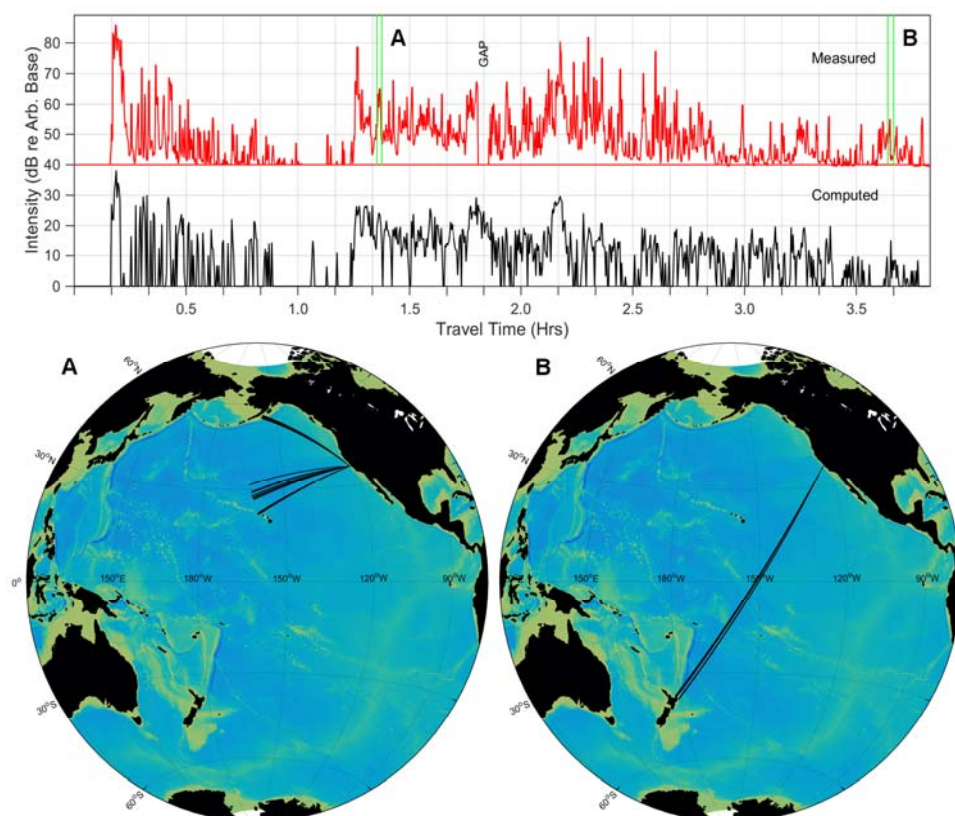 A
B
GAP
Measured
Computed
Intensity (dB re Arb. Base)
80
70
60
50
40
30
20
10
0
0.5 1.0 1.5 2.0 2.5 3.0 3.5
Travel Time (Hrs)
A
60°N
30°N
0°
150°E 180°W 150°W 120°W 90°W
30°S
60°S
B
60°N
30°N
150°E 180°W 150°W 120°W 90°W
30°S
60°S